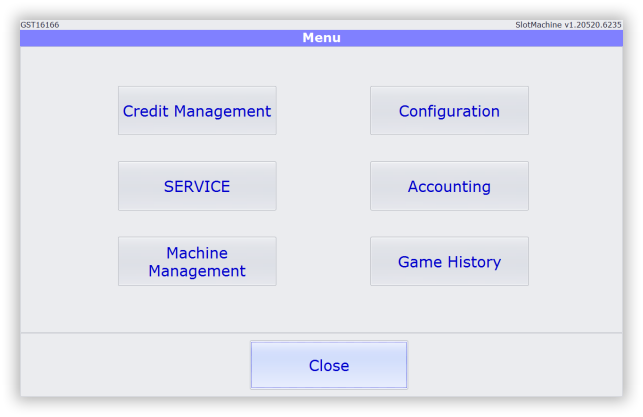 GST16166
SlotMachine v1.20520.6235
Menu
Credit Management
Configuration
SERVICE
Accounting
Machine
Management
Game History
Close